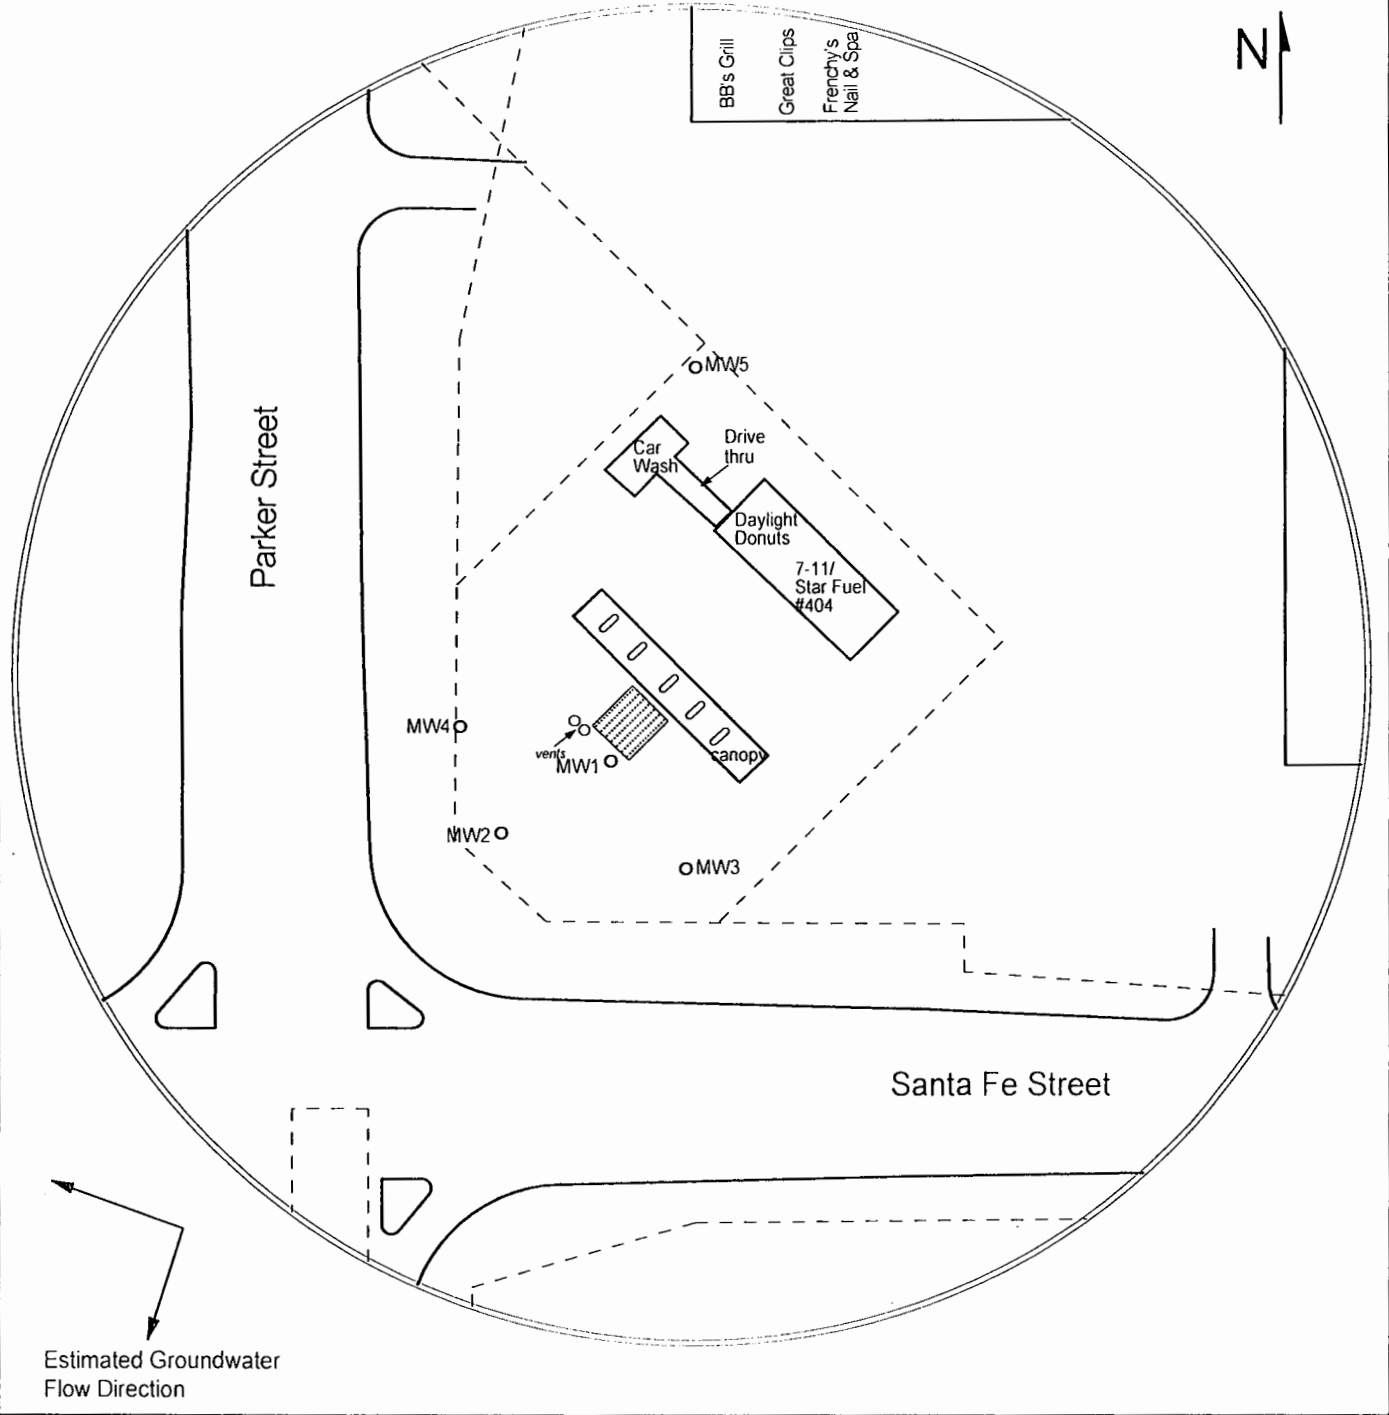 BB's Grill
Great Clips
Frenchy's
Nail & Spa
N
MW5
Car
Wash
Drive
thru
Daylight
Donuts
7-11/
Star Fuel
#404
Parker Street
MW4
vents
MW1
canopy
MW2
MW3
Santa Fe Street
Estimated Groundwater
Flow Direction